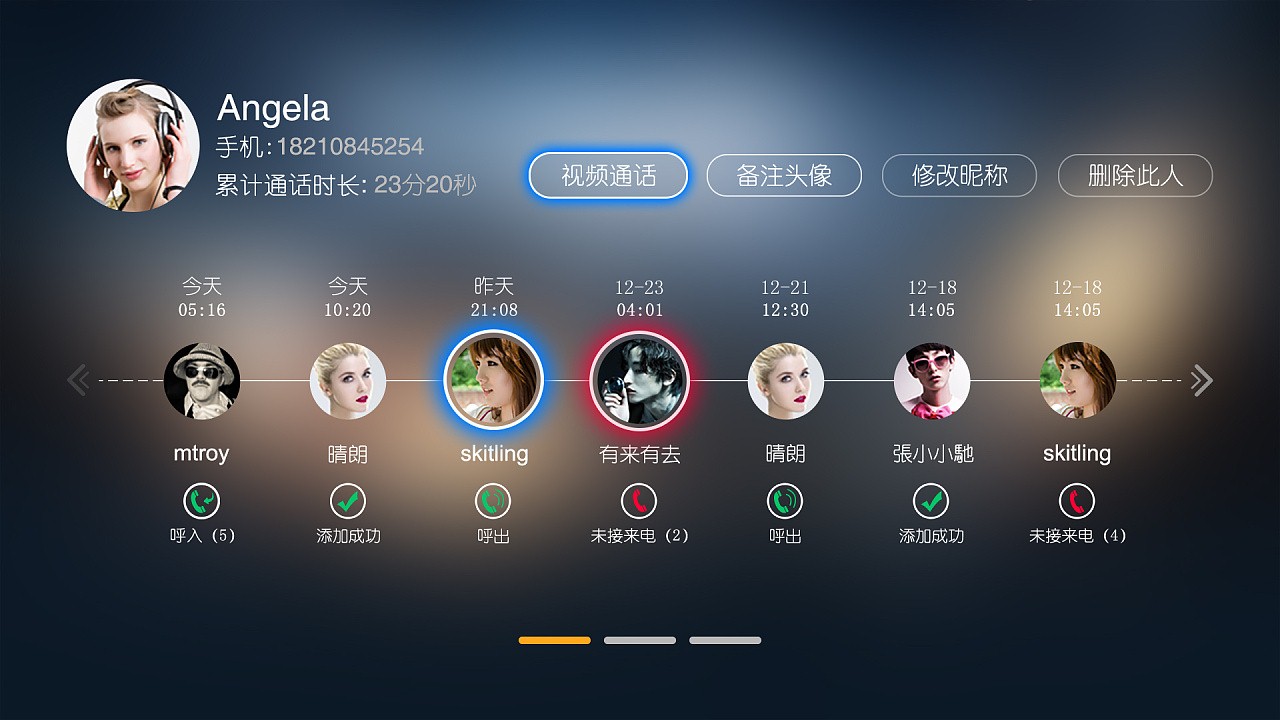 Angela
手机:18210845254
累计通话时长: 23分20秒
视频通话 备注头像 修改昵称 删除此人
今天 今天 昨天 12-23 12-21 12-18 12-18
05:16 10:20 21:08 04:01 12:30 14:05 14:05
mtroy 晴朗 skitling 有来有去 晴朗 張小小馳 skitling
呼入 (5) 添加成功 呼出 未接来电 (2) 呼出 添加成功 未接来电 (4)